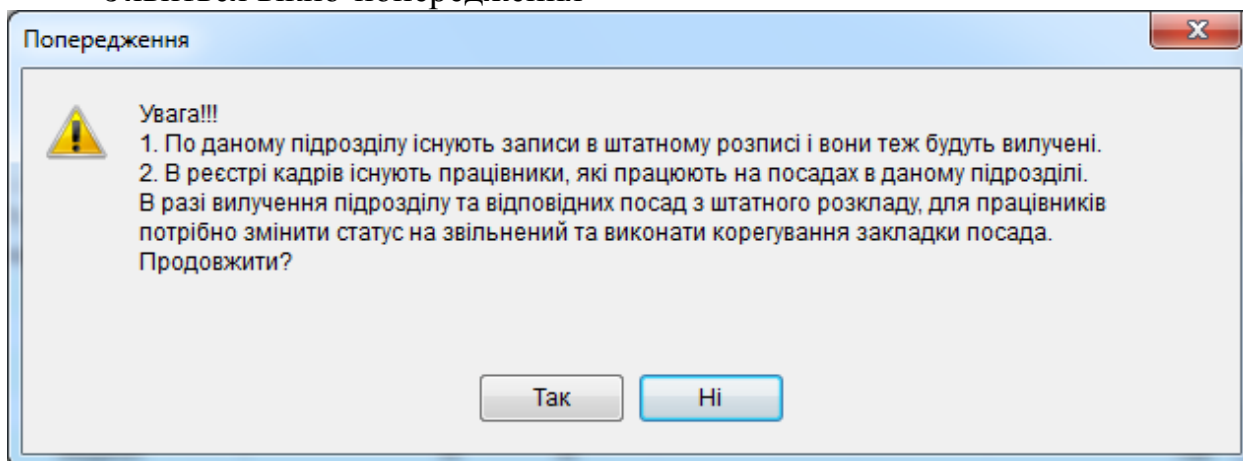 Попередження
Увага!!!
1. По даному підрозділу існують записи в штатному розписі і вони теж будуть вилучені.
2. В реєстрі кадрів існують працівники, які працюють на посадах в даному підрозділі.
В разі вилучення підрозділу та відповідних посад з штатного розкладу, для працівників
потрібно змінити статус на звільнений та виконати корегування закладки посада.
Продовжити?
Так
Ні